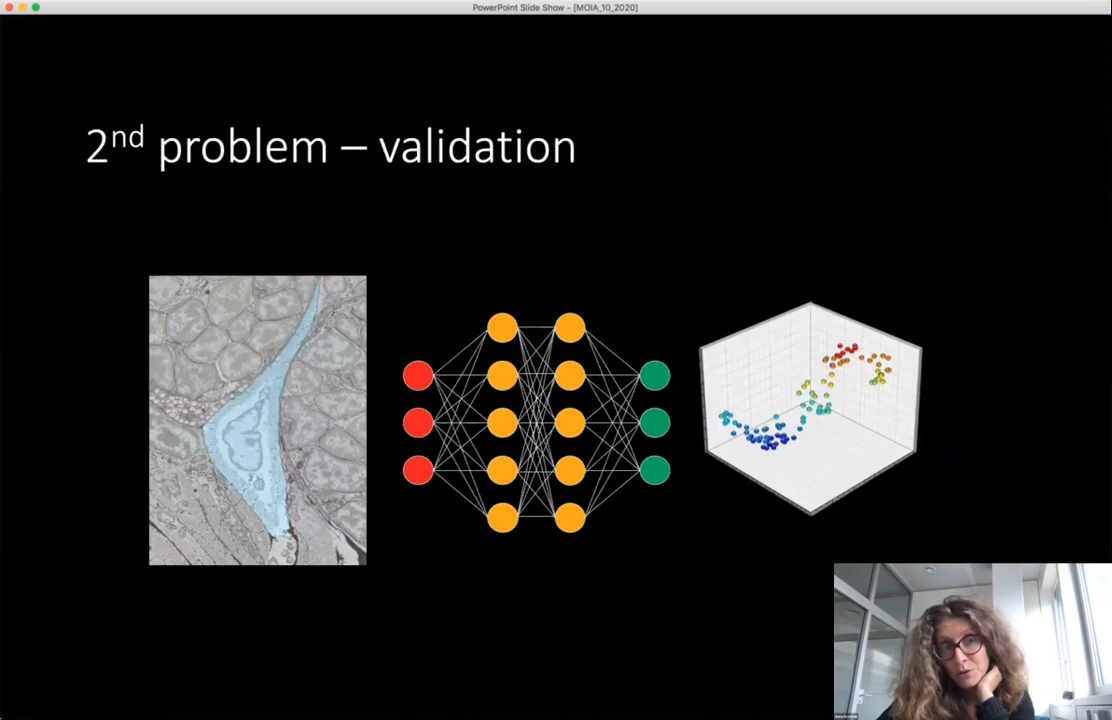 PowerPoint Slide Show - [MOIA_10_2020]
2nd problem – validation